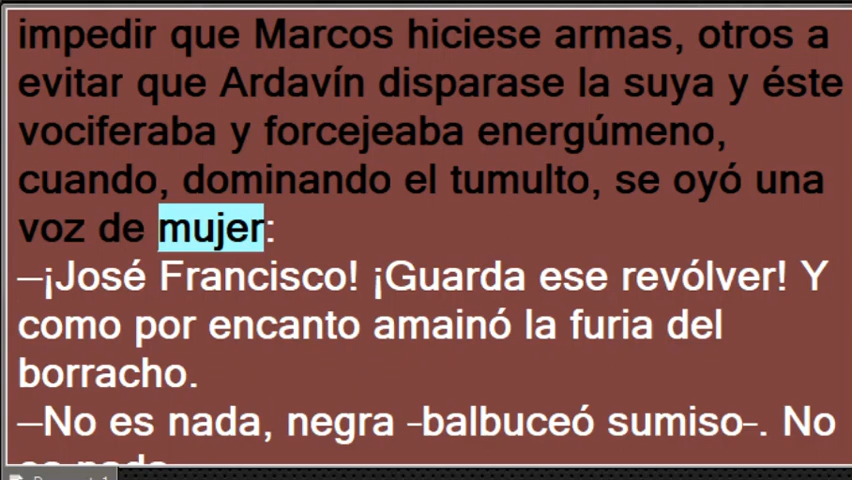 impedir que Marcos hiciese armas, otros a
evitar que Ardavín disparase la suya y éste
vociferaba y forcejeaba energúmeno,
cuando, dominando el tumulto, se oyó una
voz de mujer:
—¡José Francisco! ¡Guarda ese revólver! Y
como por encanto amainó la furia del
borracho.
—No es nada, negra -balbuceó sumiso-. No
es nada